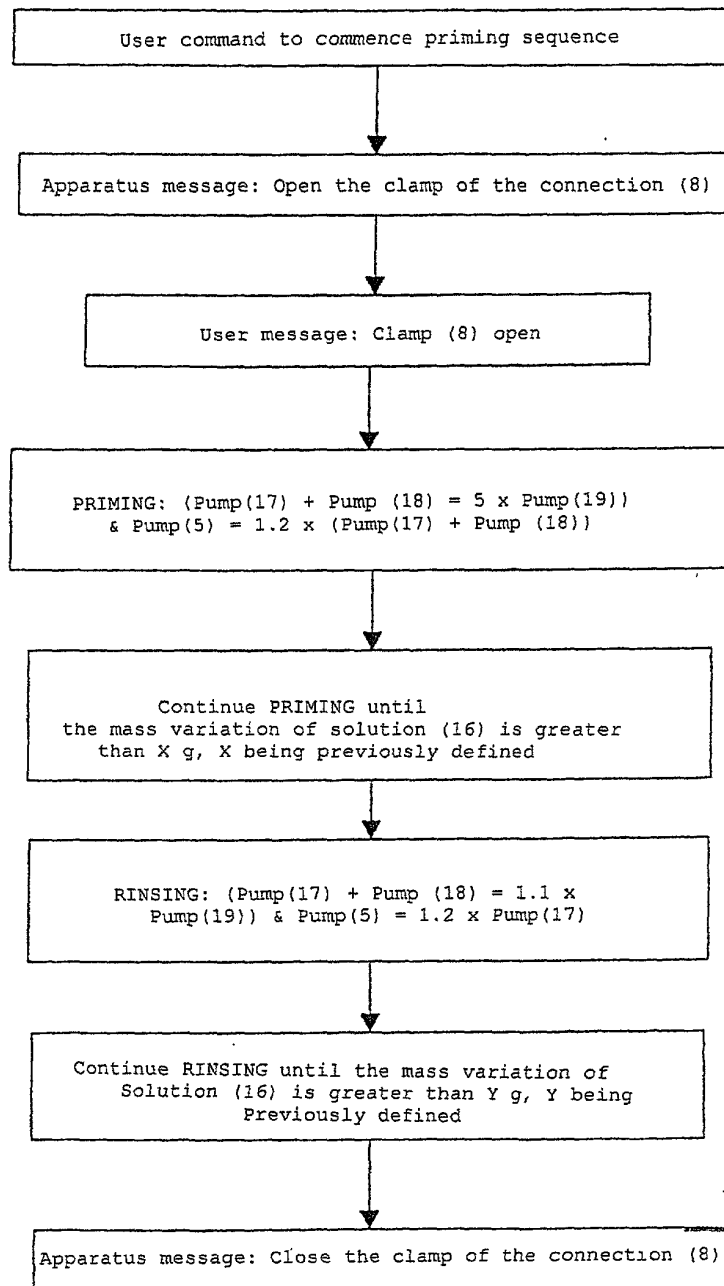 User command to commence priming sequence
Apparatus message: Open the clamp of the connection (8)
User message: Clamp (8) open
PRIMING: (Pump(17) + Pump (18) = 5 x Pump(19))
& Pump(5) = 1.2 x (Pump(17) + Pump (18))
Continue PRIMING until
the mass variation of solution (16) is greater
than X g, X being previously defined
RINSING: (Pump(17) + Pump (18) = 1.1 x
Pump(19)) & Pump(5) = 1.2 x Pump(17)
Continue RINSING until the mass variation of
Solution (16) is greater than Y g, Y being
Previously defined
Apparatus message: Close the clamp of the connection (8)